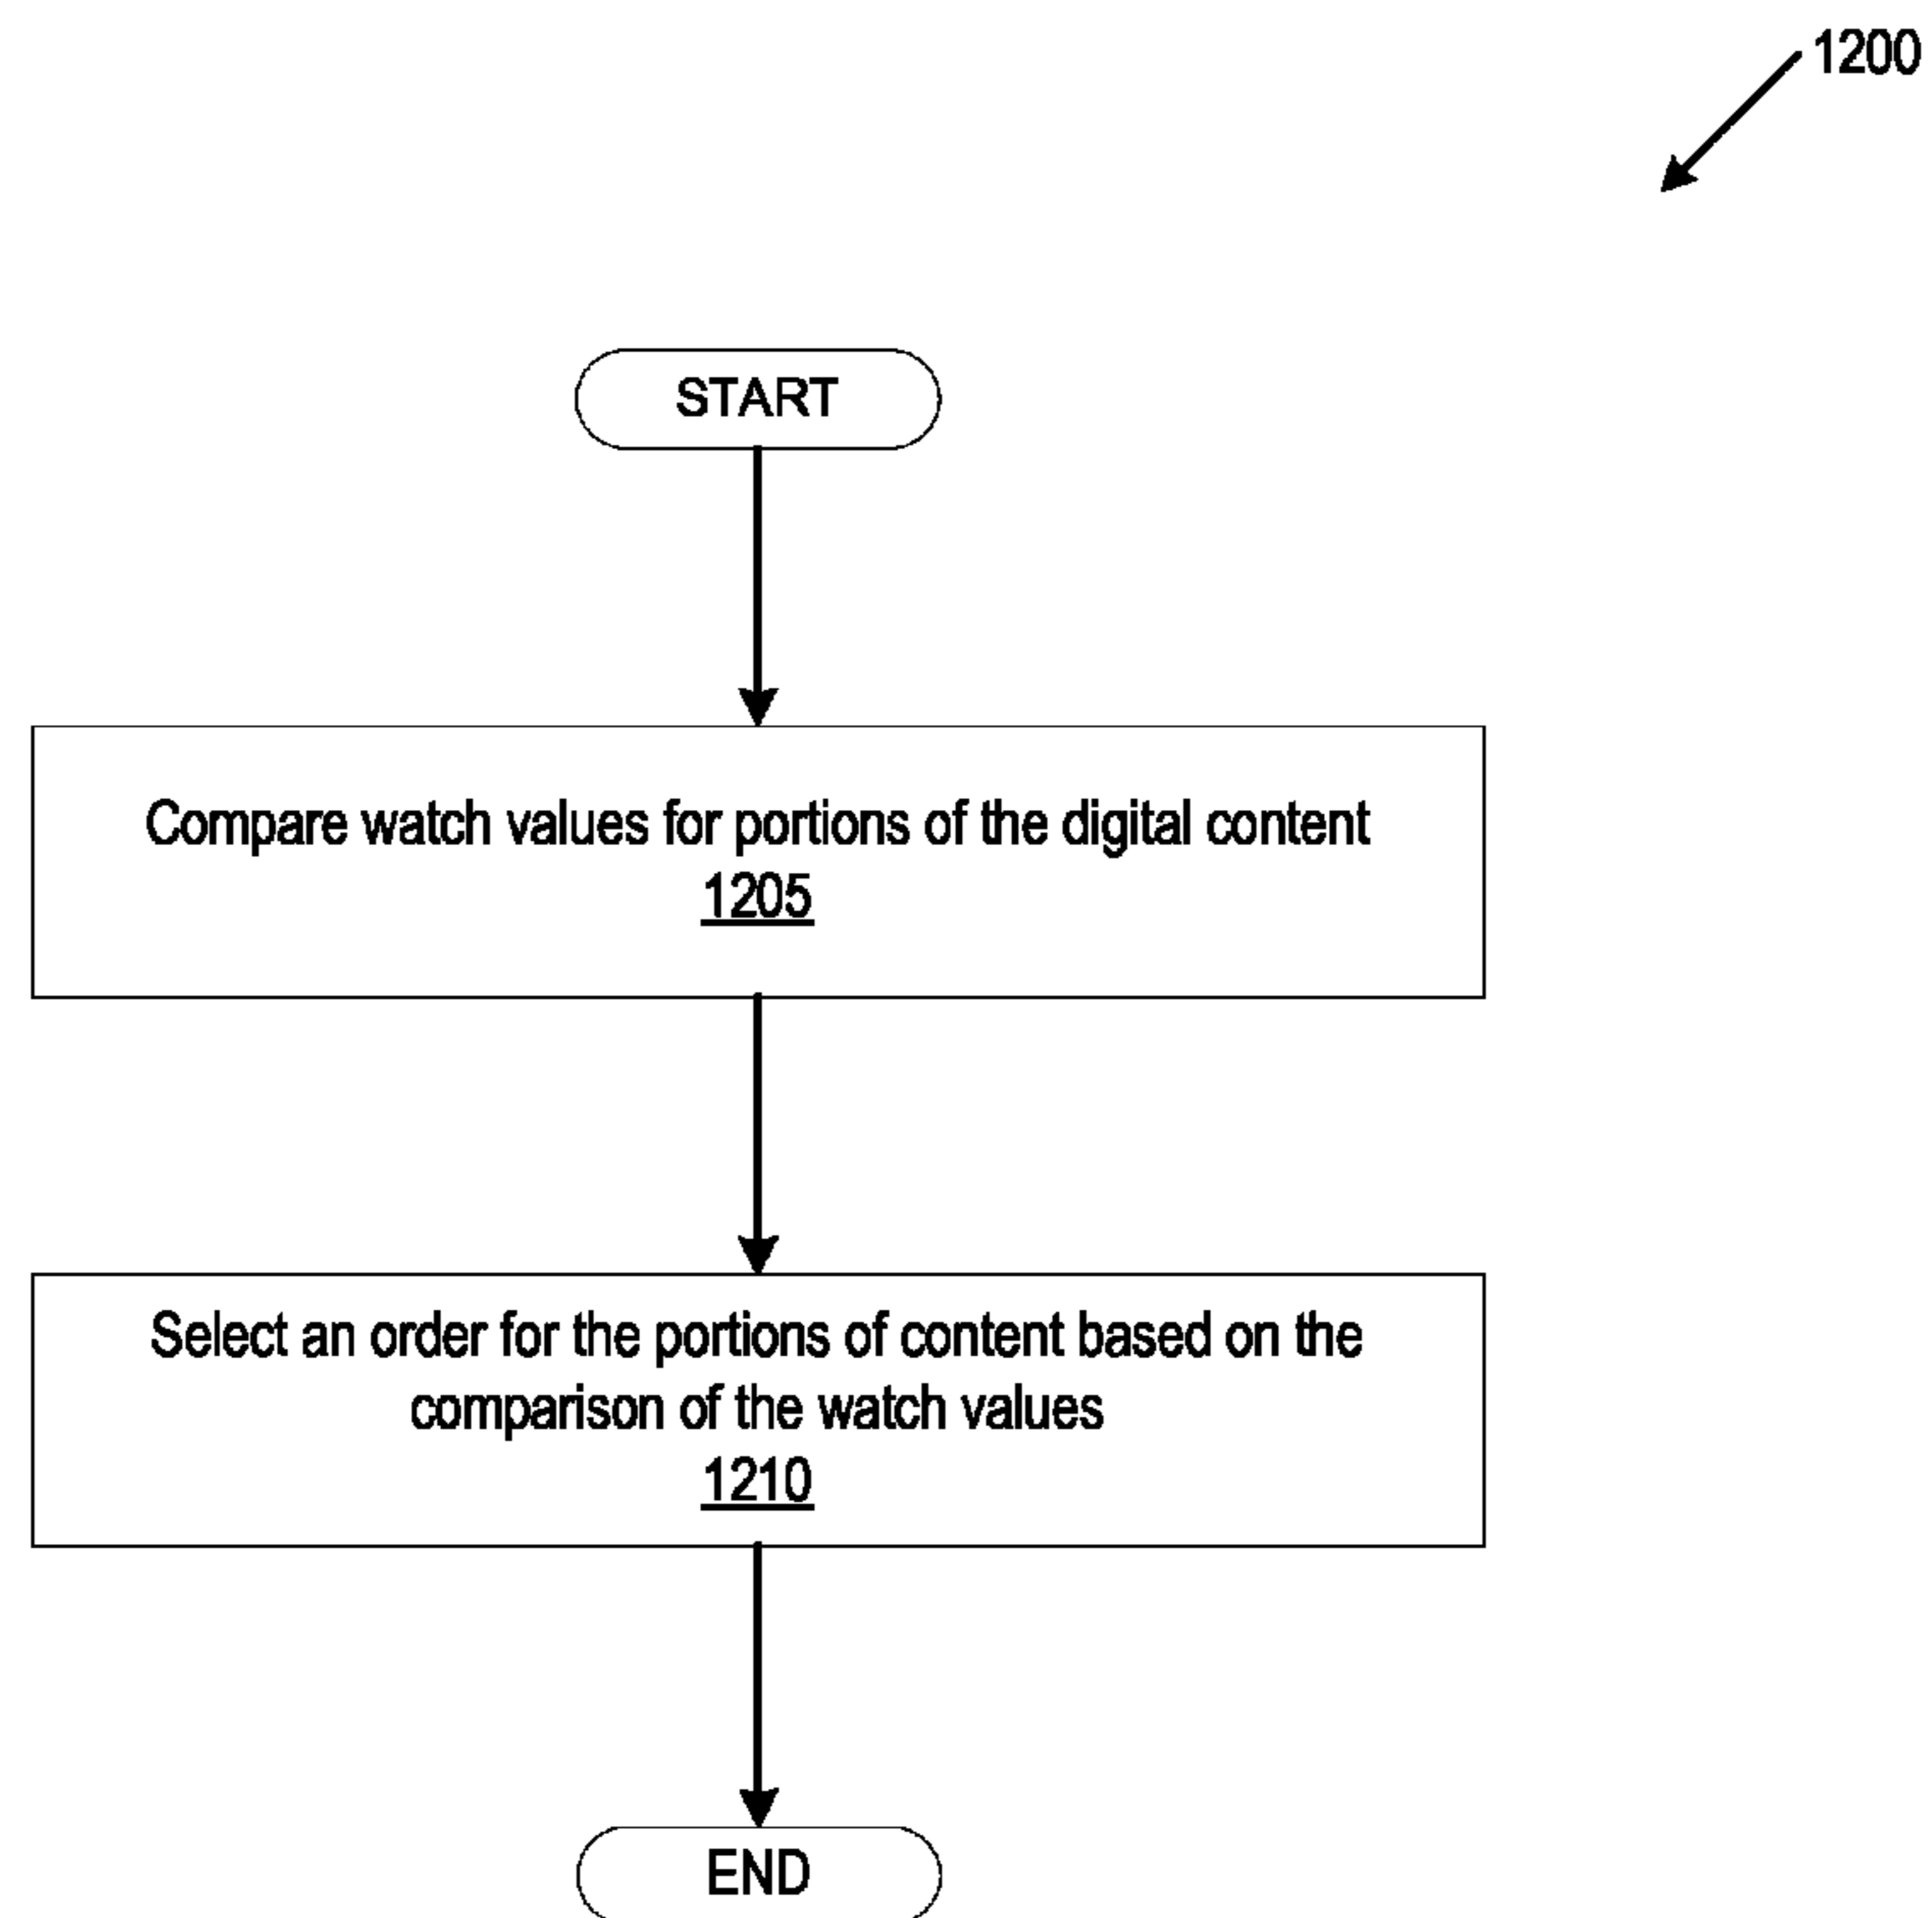 1200
START
Compare watch values for portions of the digital content
1205
Select an order for the portions of content based on the
comparison of the watch values
1210
END